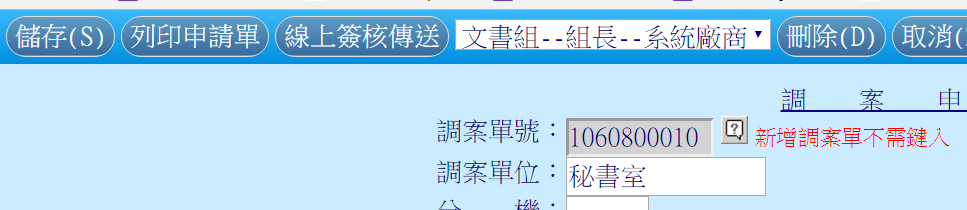 儲存(S) 列印申請單 線上簽核傳送 文書組--組長--系統廠商 刪除(D) 取消(
調 案 申
調案單號： 1060800010 新增調案單不需鍵入
調案單位： 秘書室
分 機：